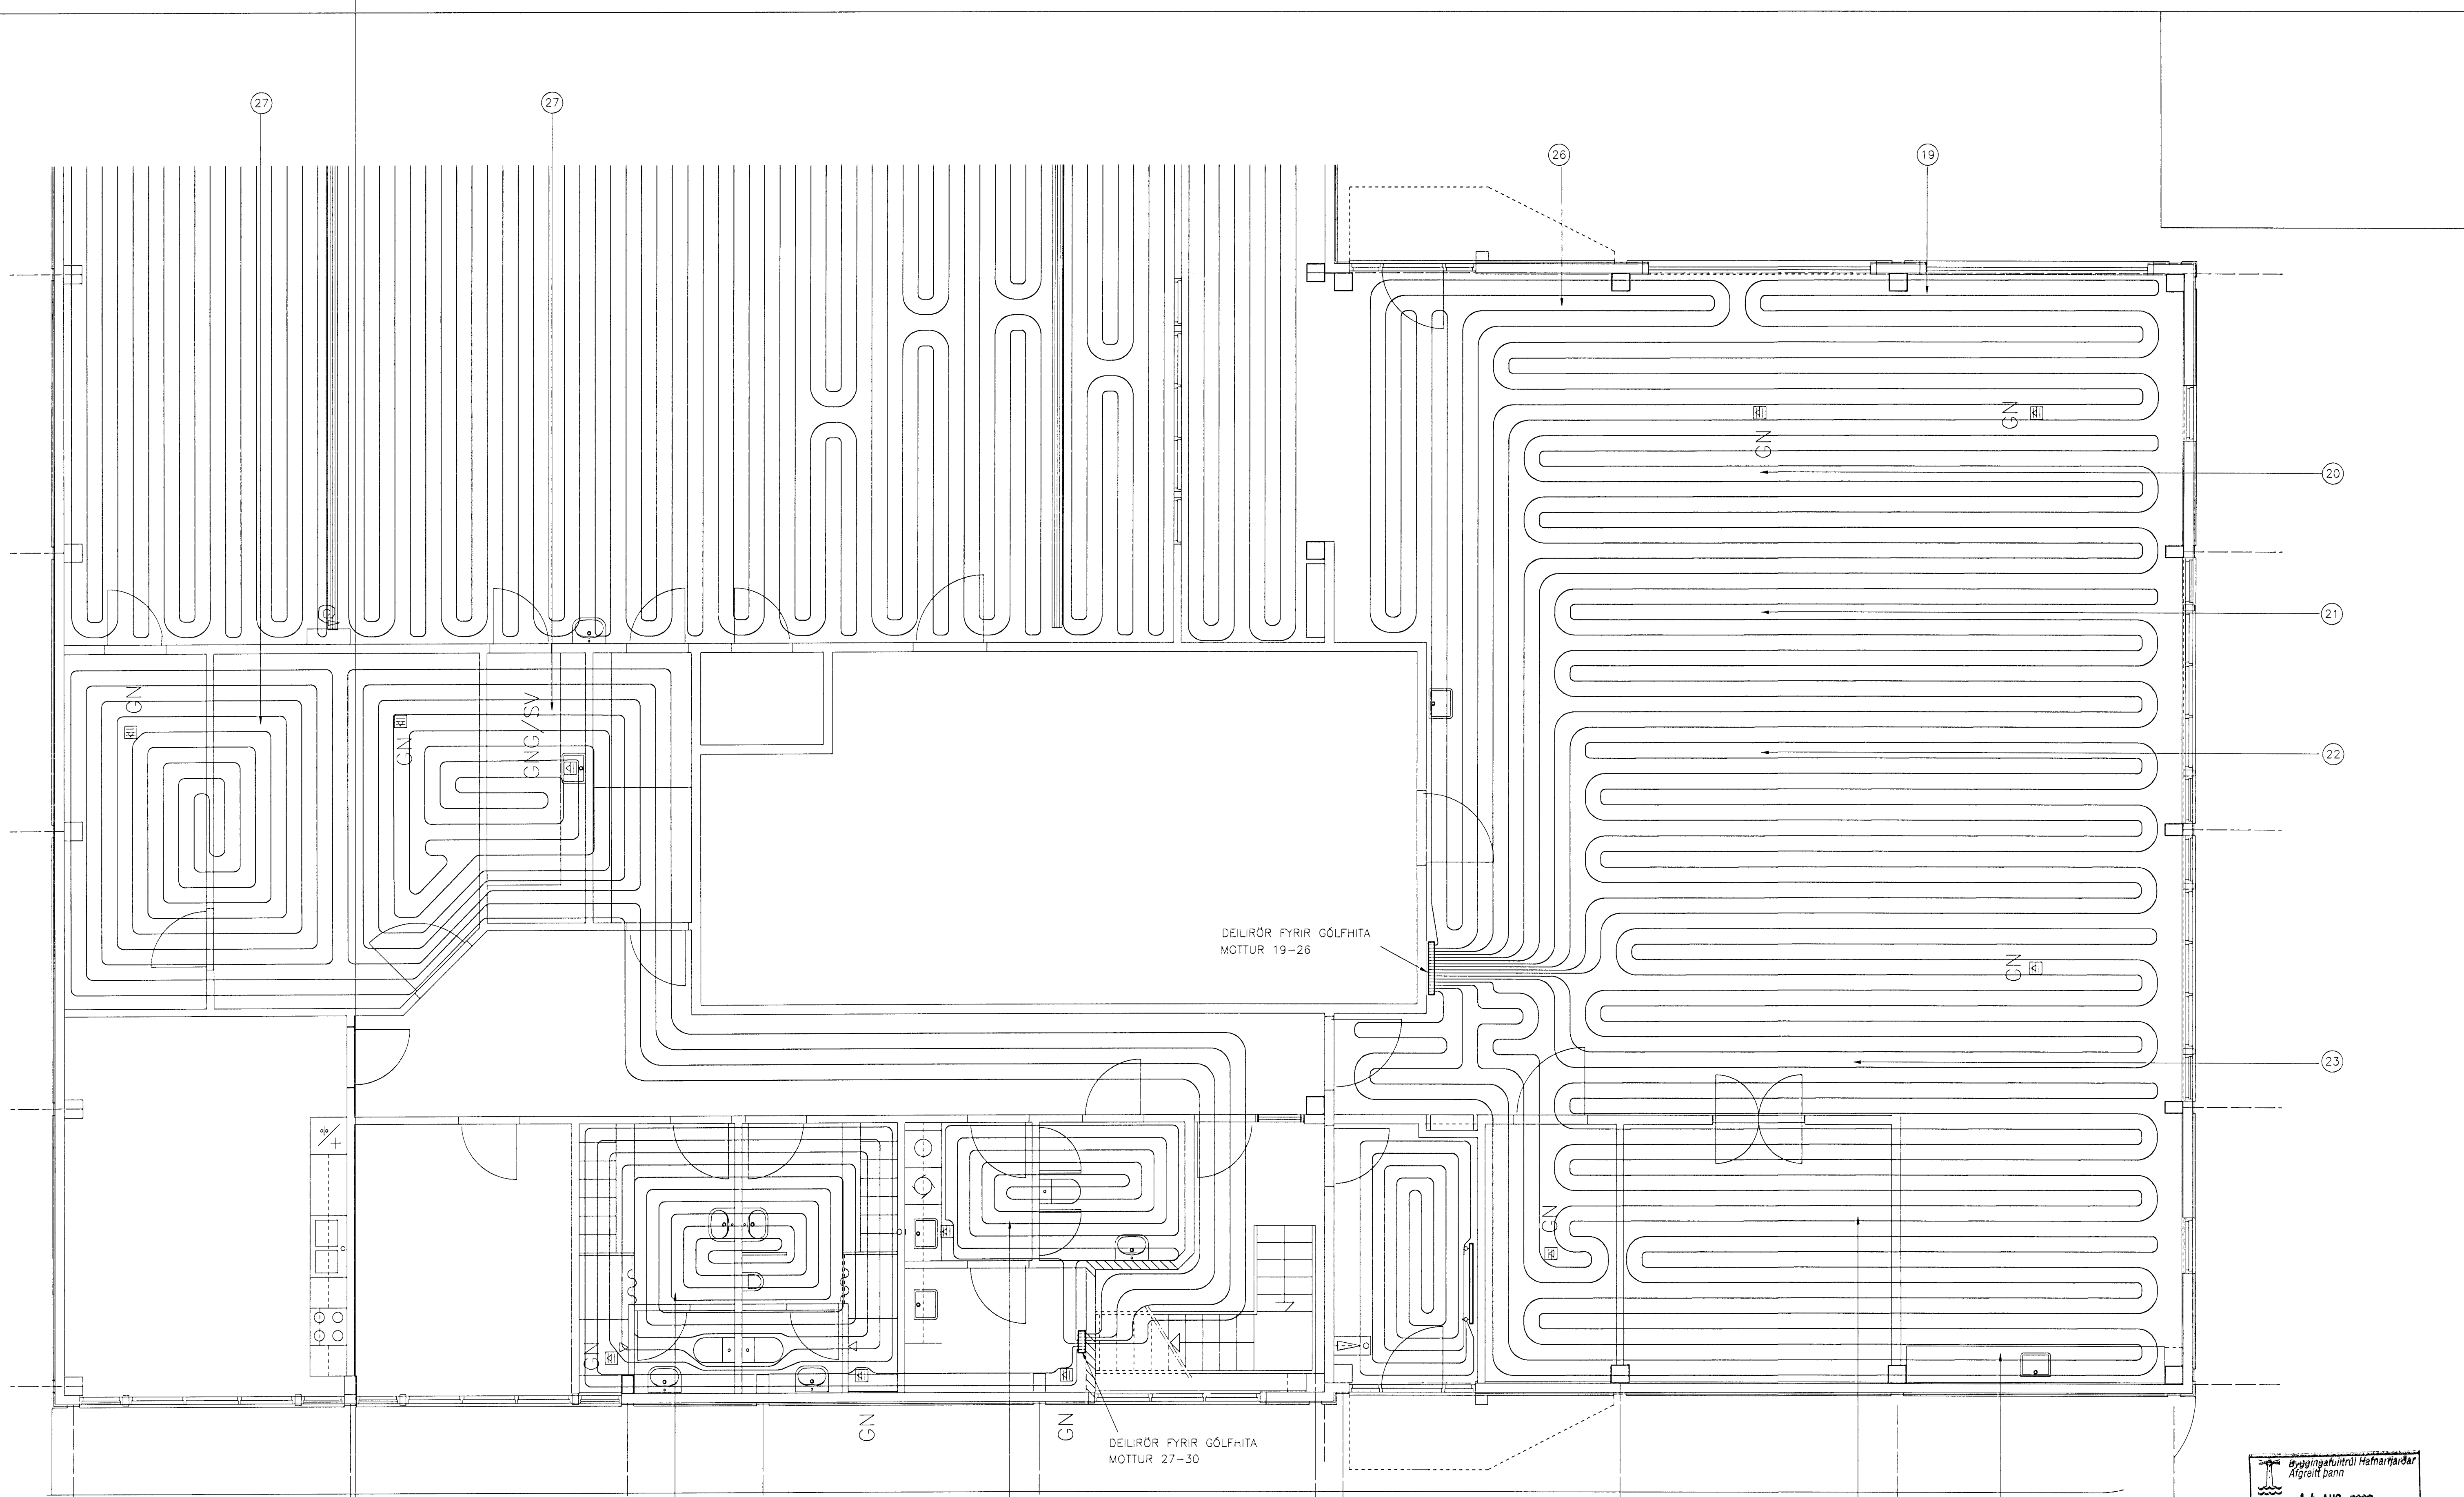 27
27
26
19
GN
GN
20
21
GN
GN
GNG/SV
22
DEILIRÖR FYRIR GÓLFHITA
MOTTUR 19-26
GN
23
GN
GN
GN
GN
DEILIRÖR FYRIR GÓLFHITA
MOTTUR 27-30
Byggingafulltrúi Hafnarfjarðar
Afgreitt þann